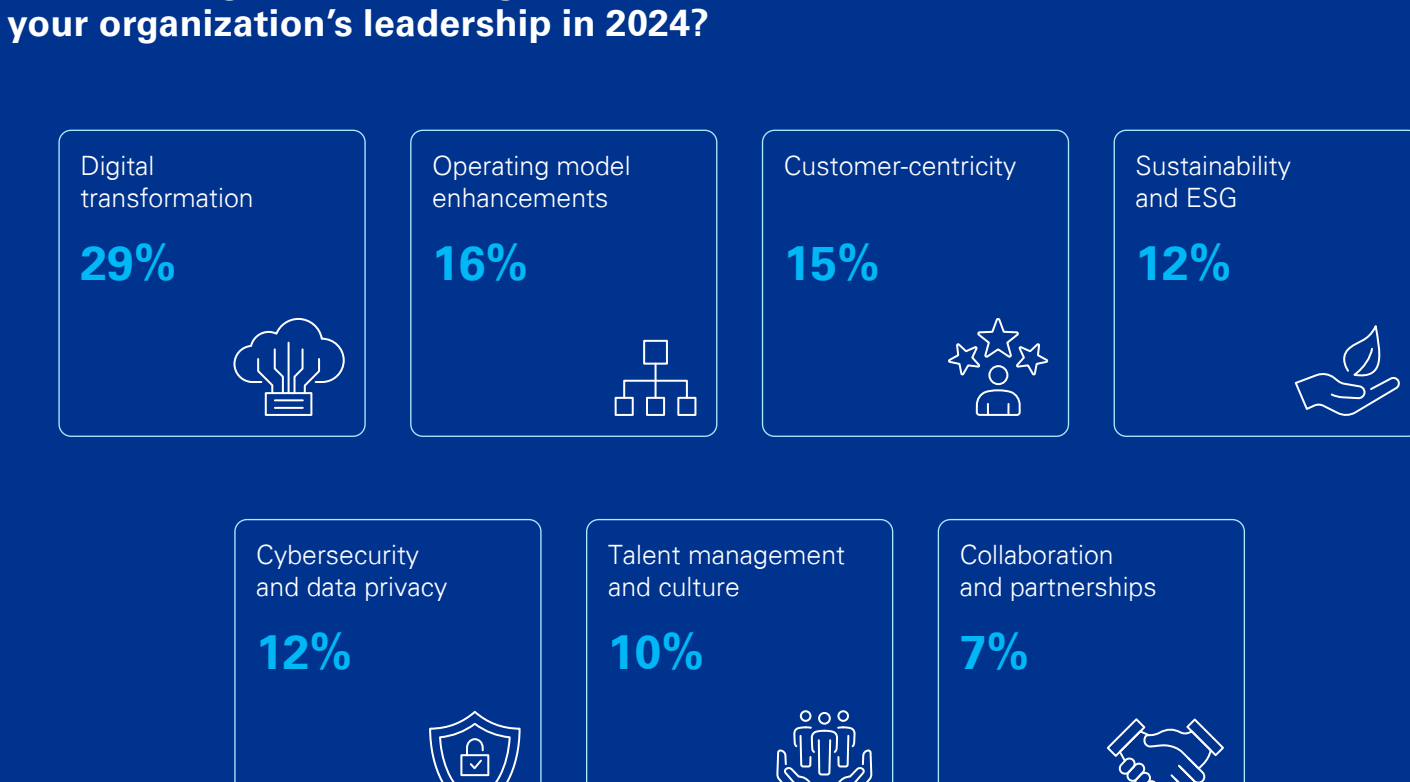 your organization's leadership in 2024?
Digital
transformation
29%
Operating model
enhancements
16%
Customer-centricity
15%
Sustainability
and ESG
12%
Cybersecurity
and data privacy
12%
Talent management
and culture
10%
Collaboration
and partnerships
7%